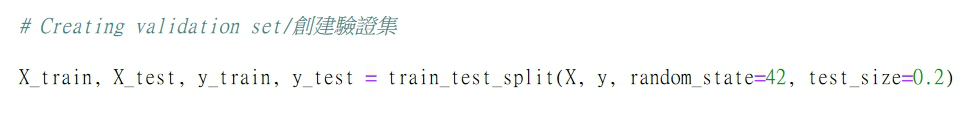 # Creating validation set/創建驗證集
X_train, X_test, y_train, y_test = train_test_split(X, y, random_state=42, test_size=0.2)